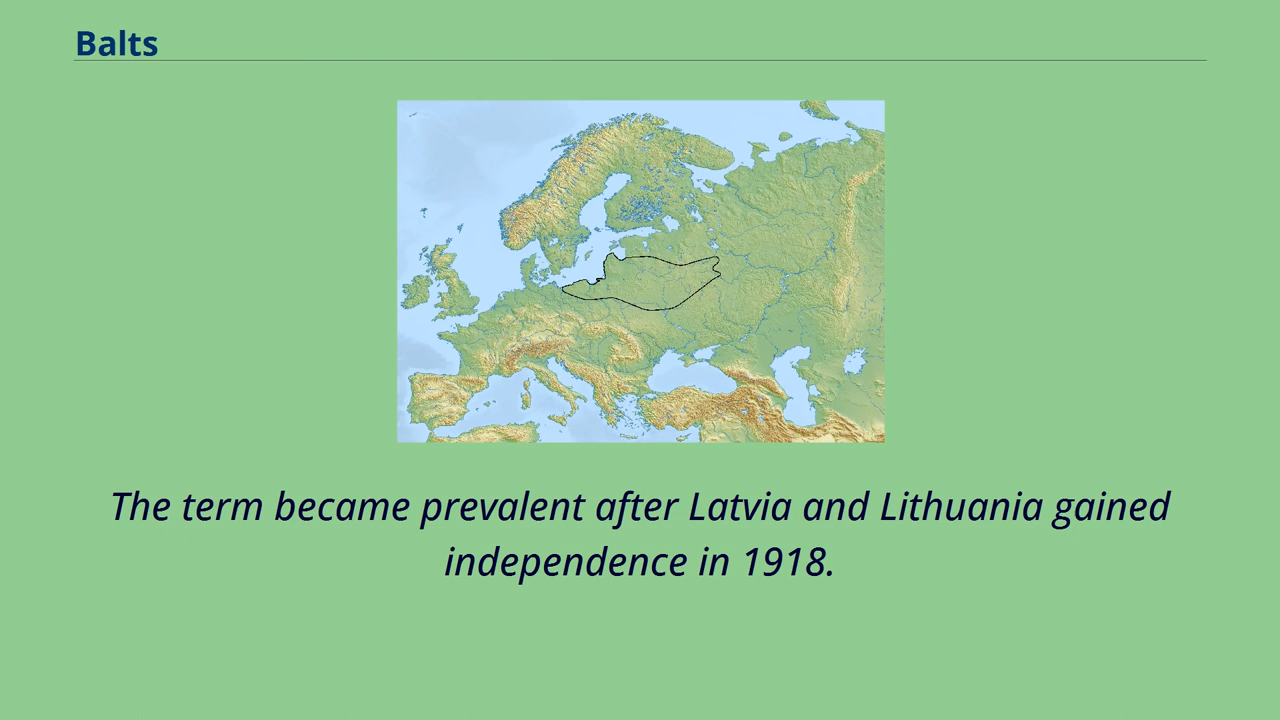 Balts
The term became prevalent after Latvia and Lithuania gained
independence in 1918.